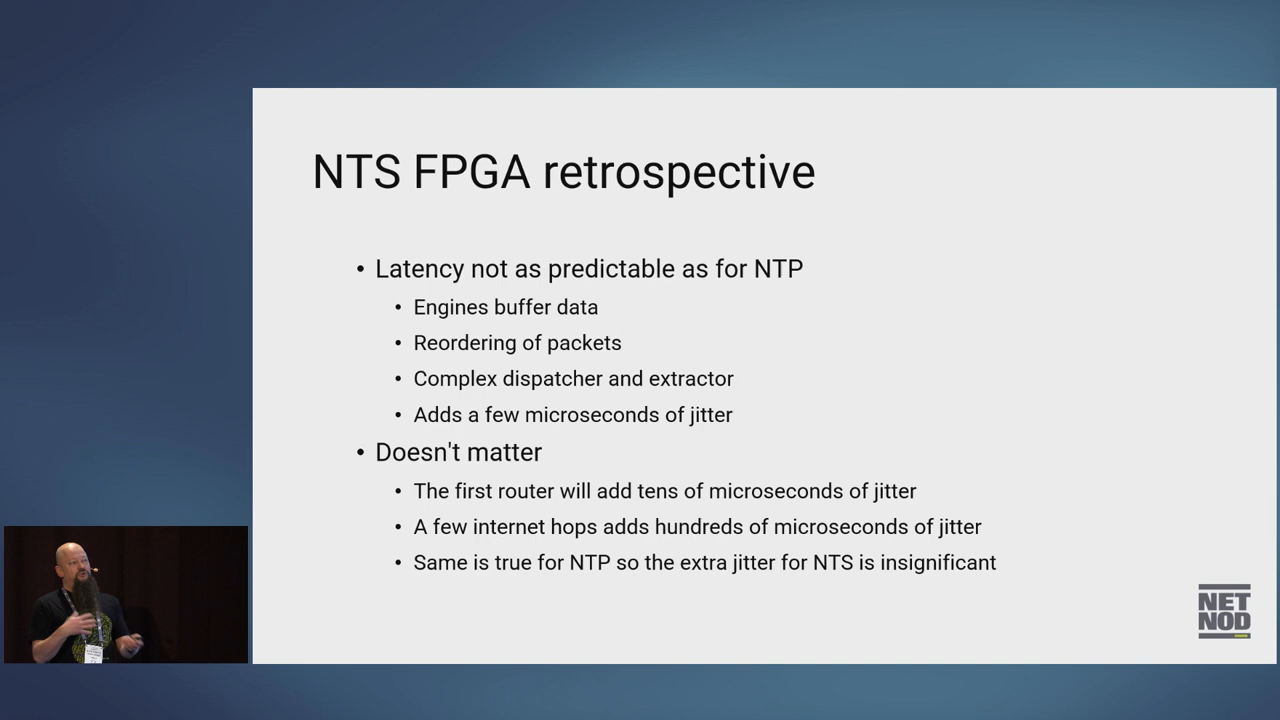 NTS FPGA retrospective
• Latency not as predictable as for NTP
• Engines buffer data
• Reordering of packets
• Complex dispatcher and extractor
• Adds a few microseconds of jitter
• Doesn't matter
• The first router will add tens of microseconds of jitter
• A few internet hops adds hundreds of microseconds of jitter
• Same is true for NTP so the extra jitter for NTS is insignificant
NET
NOD